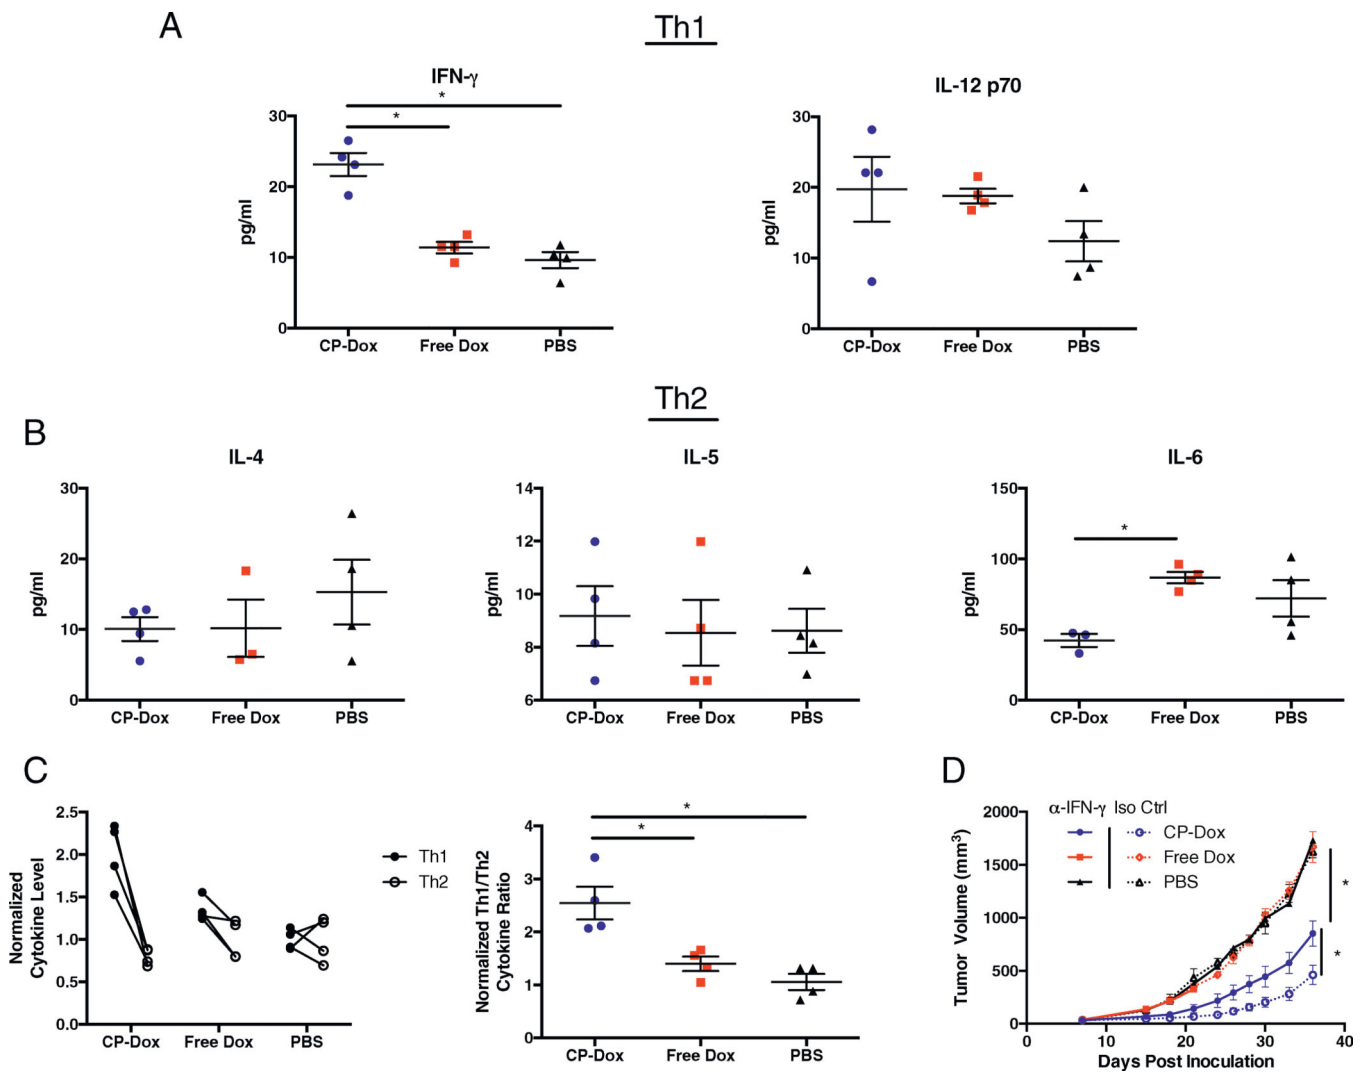 A
Th1
IFN-γ
IL-12 p70
*
*
30
20
10
0
pg/ml
CP-Dox Free Dox PBS
30
20
10
0
pg/ml
CP-Dox Free Dox PBS
Th2
B
IL-4
IL-5
IL-6
30
20
10
0
pg/ml
CP-Dox Free Dox PBS
14
12
10
8
6
pg/ml
CP-Dox Free Dox PBS
*
150
100
50
0
pg/ml
CP-Dox Free Dox PBS
C
2.5
2.0
1.5
1.0
0.5
0.0
Normalized
Cytokine Level
CP-Dox Free Dox PBS
Th1
Th2
*
*
4
3
2
1
0
Normalized Th1/Th2
Cytokine Ratio
CP-Dox Free Dox PBS
D
α-IFN-γ Iso Ctrl
CP-Dox
Free Dox
PBS
*
*
2000
1500
1000
500
0
Tumor Volume (mm³)
0 10 20 30 40
Days Post Inoculation